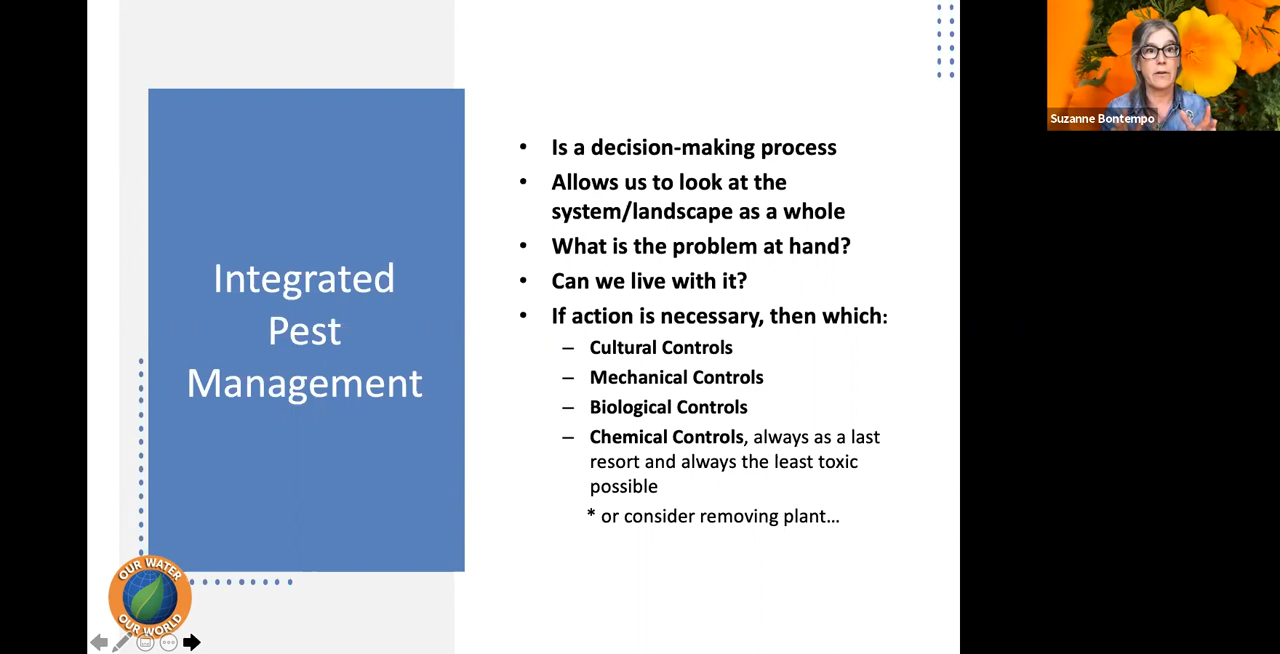 Suzanne Bontempo
Integrated
Pest
Management
• Is a decision-making process
• Allows us to look at the
system/landscape as a whole
• What is the problem at hand?
• Can we live with it?
• If action is necessary, then which:
– Cultural Controls
– Mechanical Controls
– Biological Controls
– Chemical Controls, always as a last
resort and always the least toxic
possible
* or consider removing plant...
OUR WATER
OUR WORLD